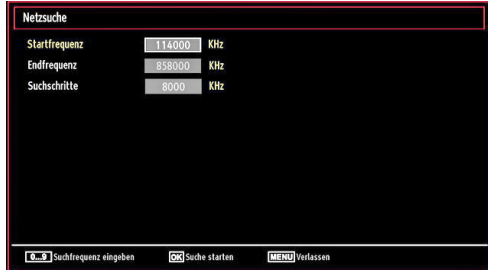 Netzsuche
Startfrequenz 114000 KHz
Endfrequenz 858000 KHz
Suchschritte 8000 KHz
0...9 Suchfrequenz eingeben OK Suche starten MENU Verlassen